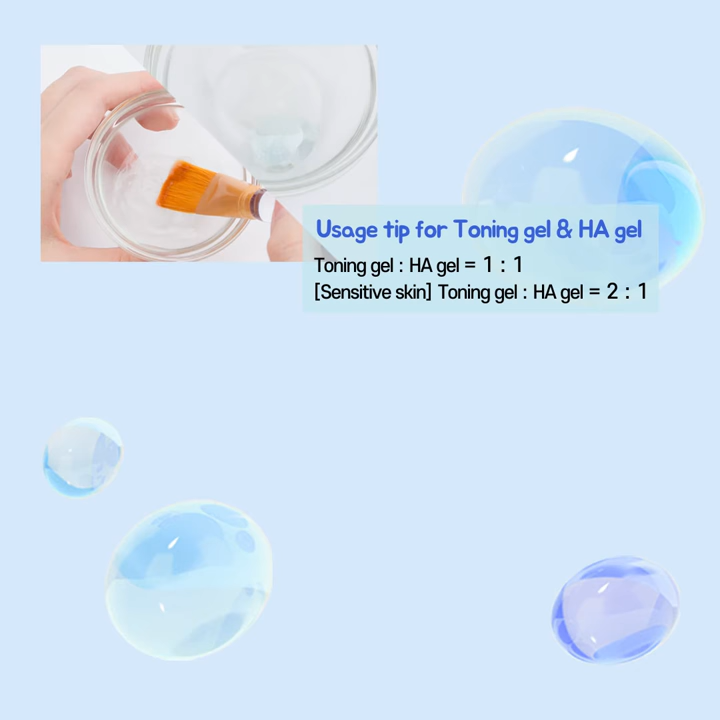 Usage tip for Toning gel & HA gel
Toning gel : HA gel = 1 : 1
[Sensitive skin] Toning gel : HA gel = 2 : 1